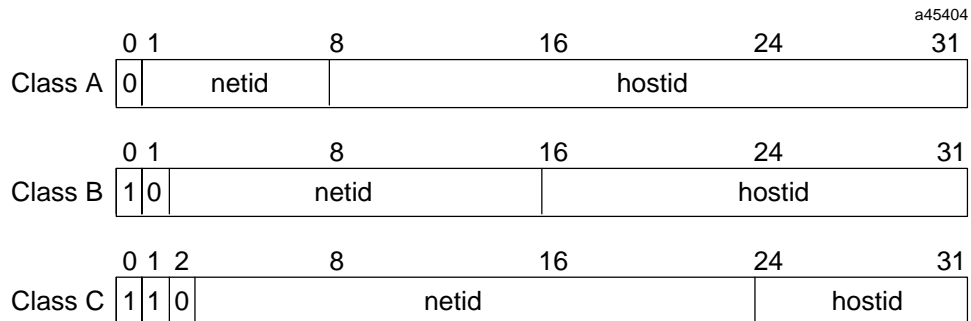 a45404
0 1 8 16 24 31
Class A 0 netid hostid
0 1 8 16 24 31
Class B 1 0 netid hostid
0 1 2 8 16 24 31
Class C 1 1 0 netid hostid